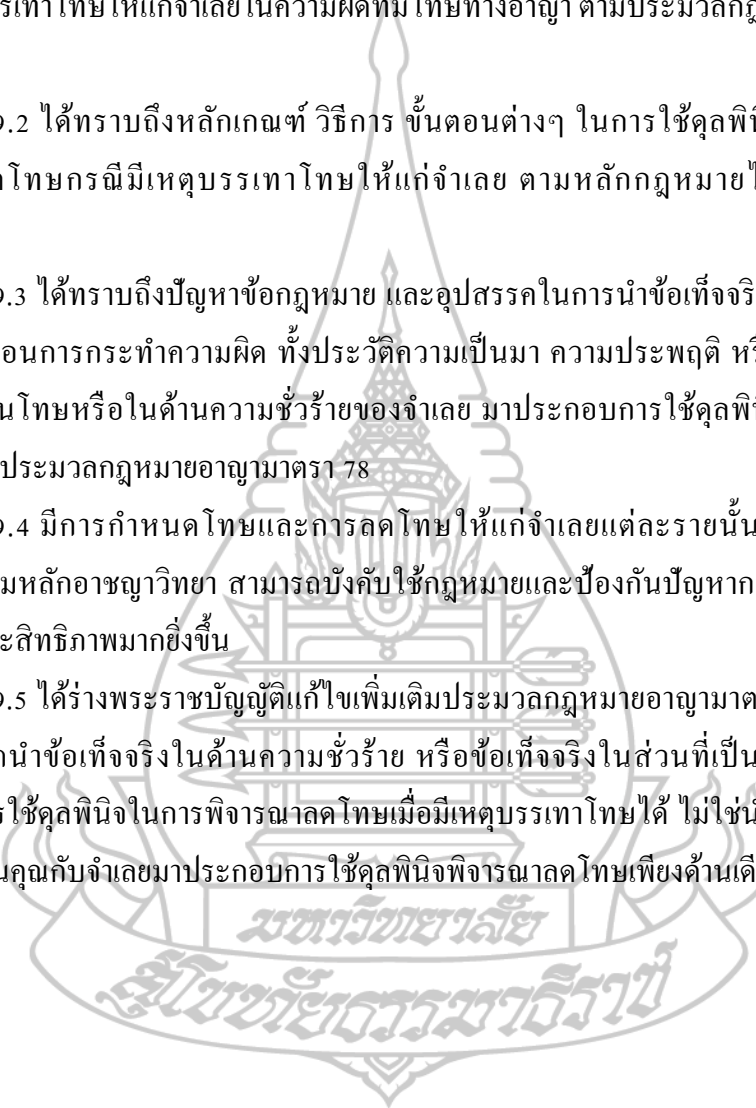 รเทาโทษให้แก่จำเลยในความผิดที่มีโทษทางอาญา ตามประมวลกฎ
9.2 ได้ทราบถึงหลักเกณฑ์ วิธีการ ขั้นตอนต่างๆ ในการใช้ดุลพินิ
โทษกรณีมีเหตุบรรเทาโทษให้แก่จำเลย ตามหลักกฎหมายไ
9.3 ได้ทราบถึงปัญหาข้อกฎหมาย และอุปสรรคในการนำข้อเท็จจริ
อนการกระทำความผิด ทั้งประวัติความเป็นมา ความประพฤติ หรื
นโทษหรือในด้านความชั่วร้ายของจำเลย มาประกอบการใช้ดุลพินิ
ประมวลกฎหมายอาญามาตรา 78
9.4 มีการกำหนดโทษและการลดโทษให้แก่จำเลยแต่ละรายนั้น
มหลักอาชญาวิทยา สามารถบังคับใช้กฎหมายและป้องกันปัญหาก
ะสิทธิภาพมากยิ่งขึ้น
9.5 ได้ร่างพระราชบัญญัติแก้ไขเพิ่มเติมประมวลกฎหมายอาญามาต
นำข้อเท็จจริงในด้านความชั่วร้าย หรือข้อเท็จจริงในส่วนที่เป็น
รใช้ดุลพินิจในการพิจารณาลดโทษเมื่อมีเหตุบรรเทาโทษได้ ไม่ใช่นำ
นคุณกับจำเลยมาประกอบการใช้ดุลพินิจพิจารณาลดโทษเพียงด้านเดี
มหาวิทยาลัย
สุโขทัยธรรมาธิราช